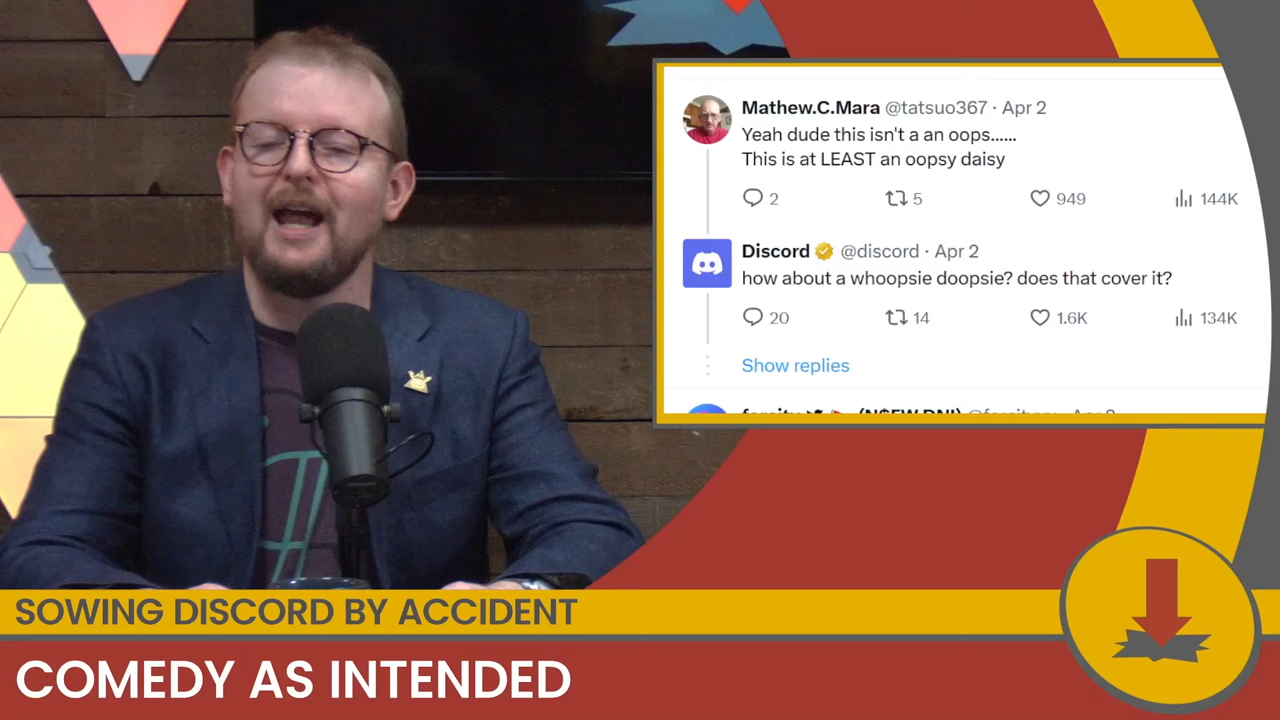 Mathew.C.Mara @tatsuo367 · Apr 2
Yeah dude this isn't a an oops......
This is at LEAST an oopsy daisy
2 5 949 144K
Discord @discord · Apr 2
how about a whoopsie doopsie? does that cover it?
20 14 1.6K 134K
Show replies
SOWING DISCORD BY ACCIDENT
COMEDY AS INTENDED